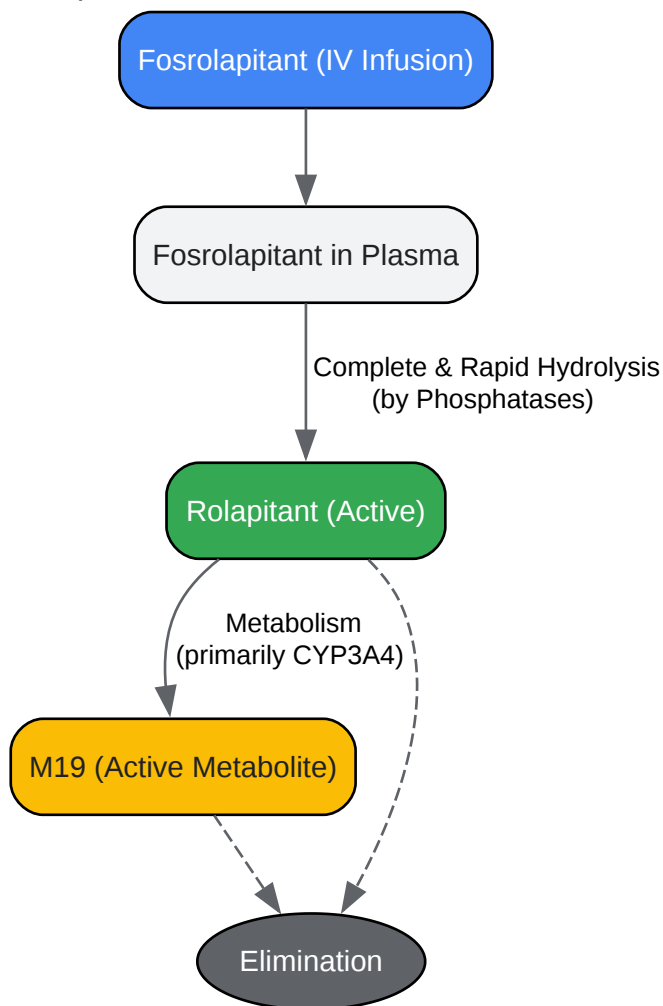 Fosrolapitant (IV Infusion)
Fosrolapitant in Plasma
Complete & Rapid Hydrolysis
(by Phosphatases)
Rolapitant (Active)
Metabolism
(primarily CYP3A4)
M19 (Active Metabolite)
Elimination